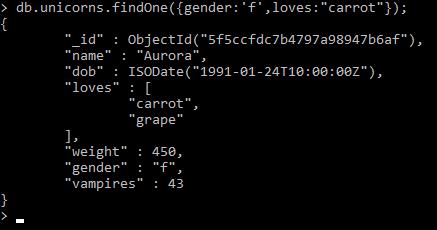 > db.unicorns.findOne({gender:'f',loves:"carrot"});
{
        "_id" : ObjectId("5f5ccfdc7b4797a98947b6af"),
        "name" : "Aurora",
        "dob" : ISODate("1991-01-24T10:00:00Z"),
        "loves" : [
                "carrot",
                "grape"
        ],
        "weight" : 450,
        "gender" : "f",
        "vampires" : 43
}
>